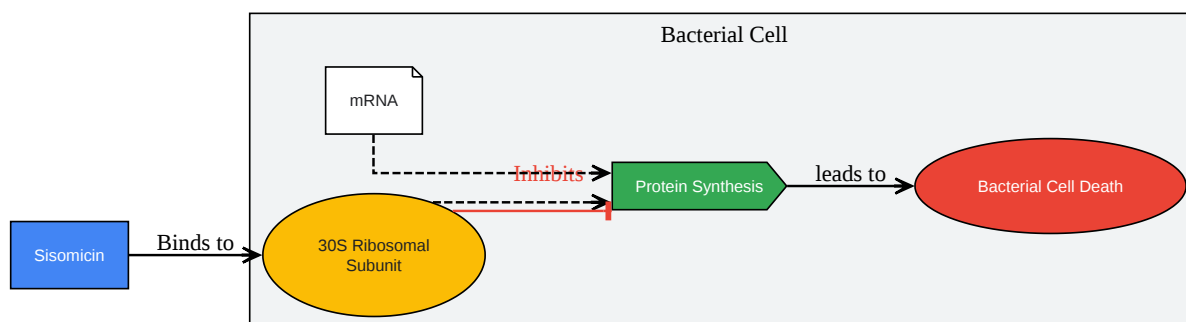 Bacterial Cell
mRNA
Inhibits
Protein Synthesis
leads to
Bacterial Cell Death
Sisomicin
Binds to
30S Ribosomal
Subunit